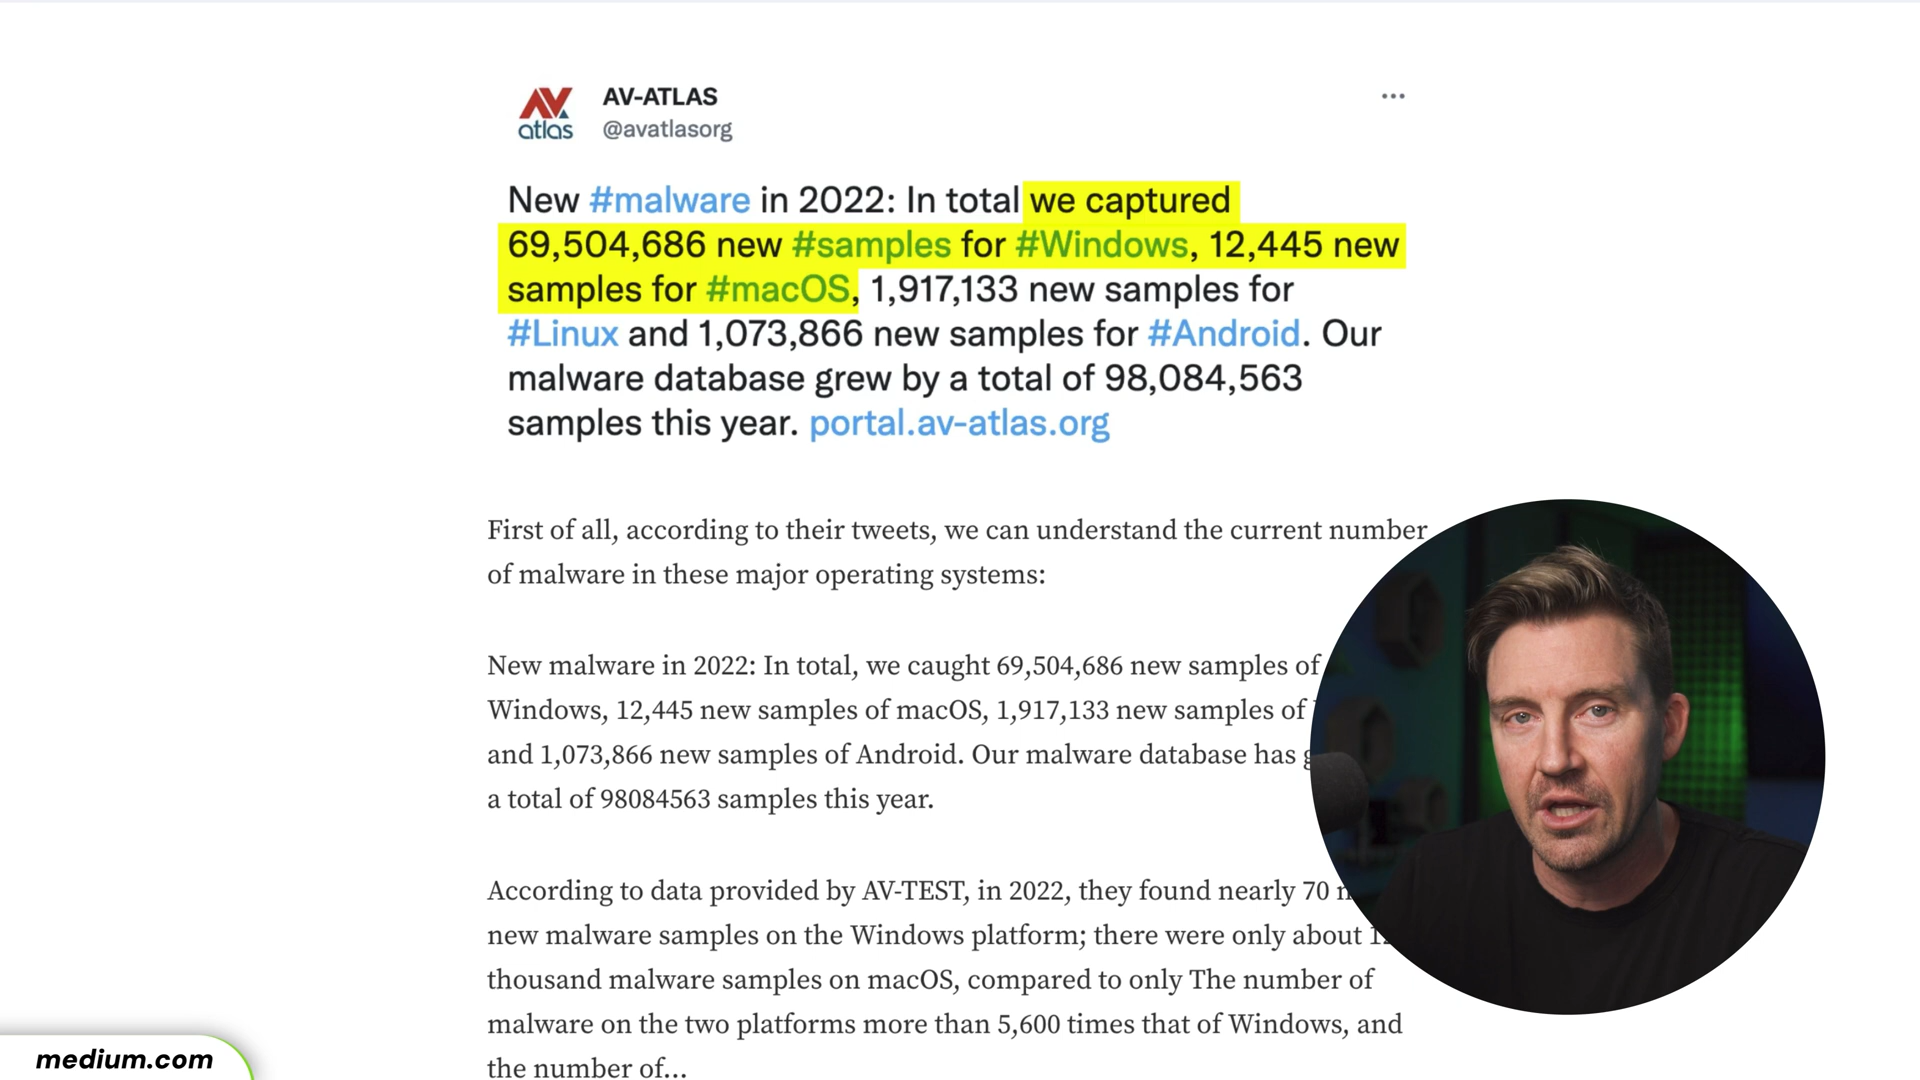 AV
atlas
AV-ATLAS
@avatlasorg
New #malware in 2022: In total we captured
69,504,686 new #samples for #Windows, 12,445 new
samples for #macOS, 1,917,133 new samples for
#Linux and 1,073,866 new samples for #Android. Our
malware database grew by a total of 98,084,563
samples this year. portal.av-atlas.org
First of all, according to their tweets, we can understand the current number
of malware in these major operating systems:
New malware in 2022: In total, we caught 69,504,686 new samples of
Windows, 12,445 new samples of macOS, 1,917,133 new samples of
and 1,073,866 new samples of Android. Our malware database has
a total of 98084563 samples this year.
According to data provided by AV-TEST, in 2022, they found nearly 70
new malware samples on the Windows platform; there were only about
thousand malware samples on macOS, compared to only The number of
malware on the two platforms more than 5,600 times that of Windows, and
the number of...
medium.com